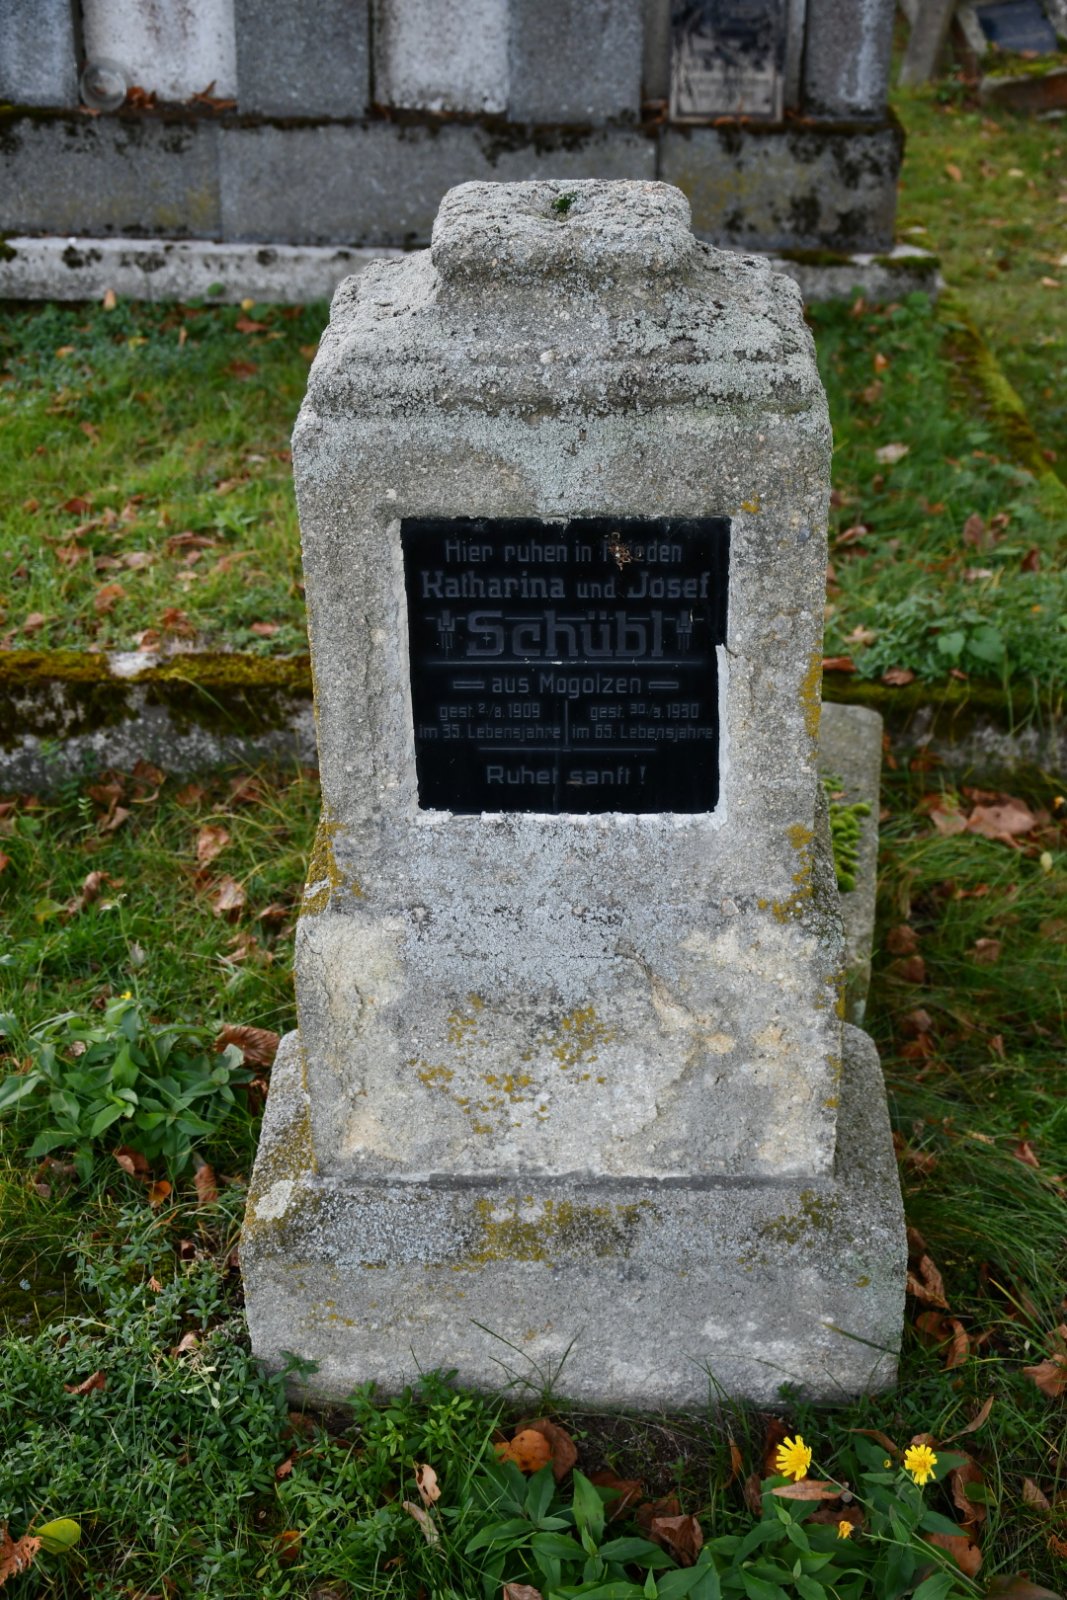 Hier ruhen in Frieden
Katharina und Josef
Schübl
aus Mogolzen
gest. 2./8. 1909 gest. 30./3. 1930
im 35. Lebensjahre im 65. Lebensjahre
Ruhet sanft!